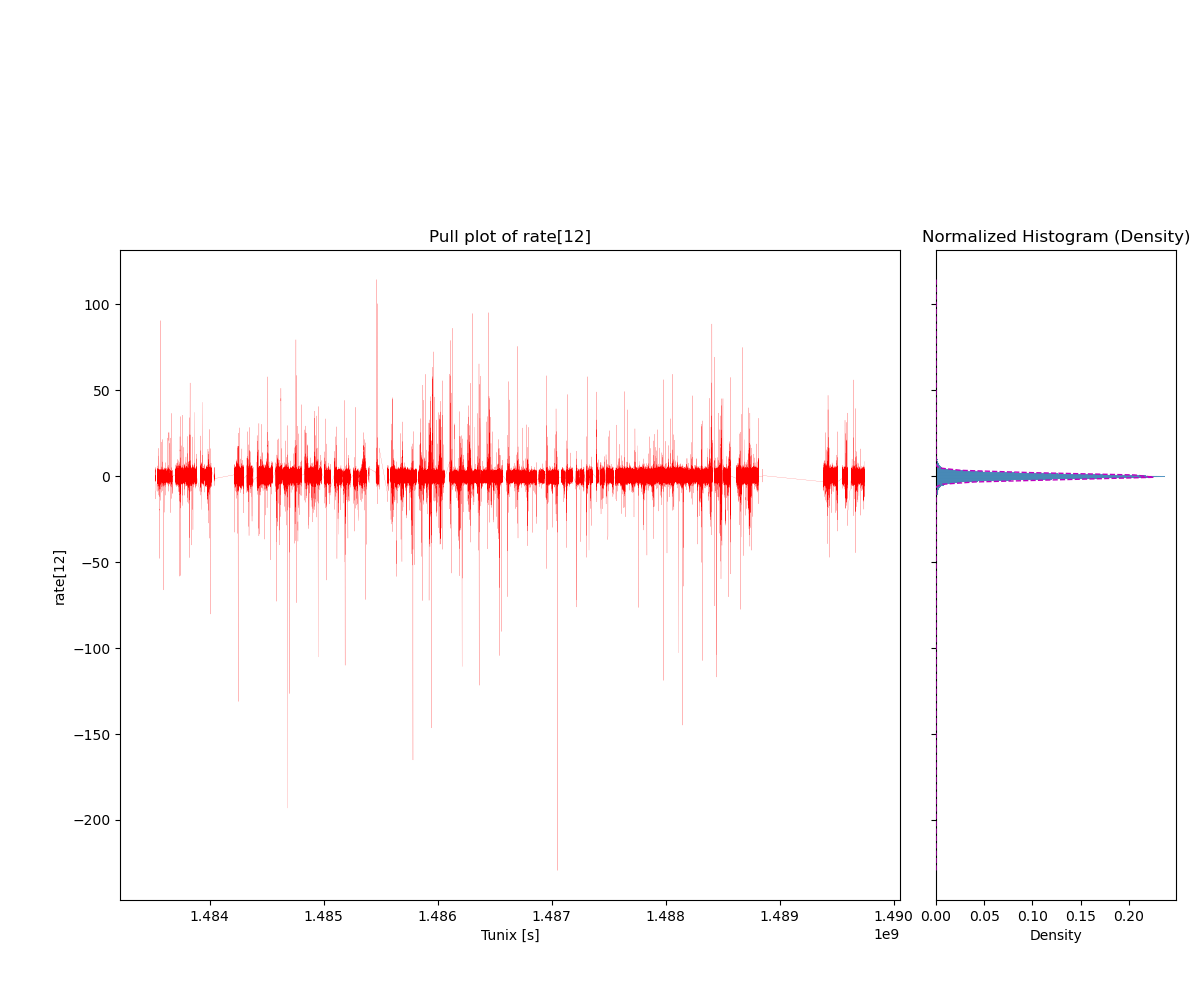 Pull plot of rate[12]
Normalized Histogram (Density)
rate[12]
100
50
0
−50
−100
−150
−200
1.484 1.485 1.486 1.487 1.488 1.489 1.490
1e9
Tunix [s]
0.00 0.05 0.10 0.15 0.20
Density